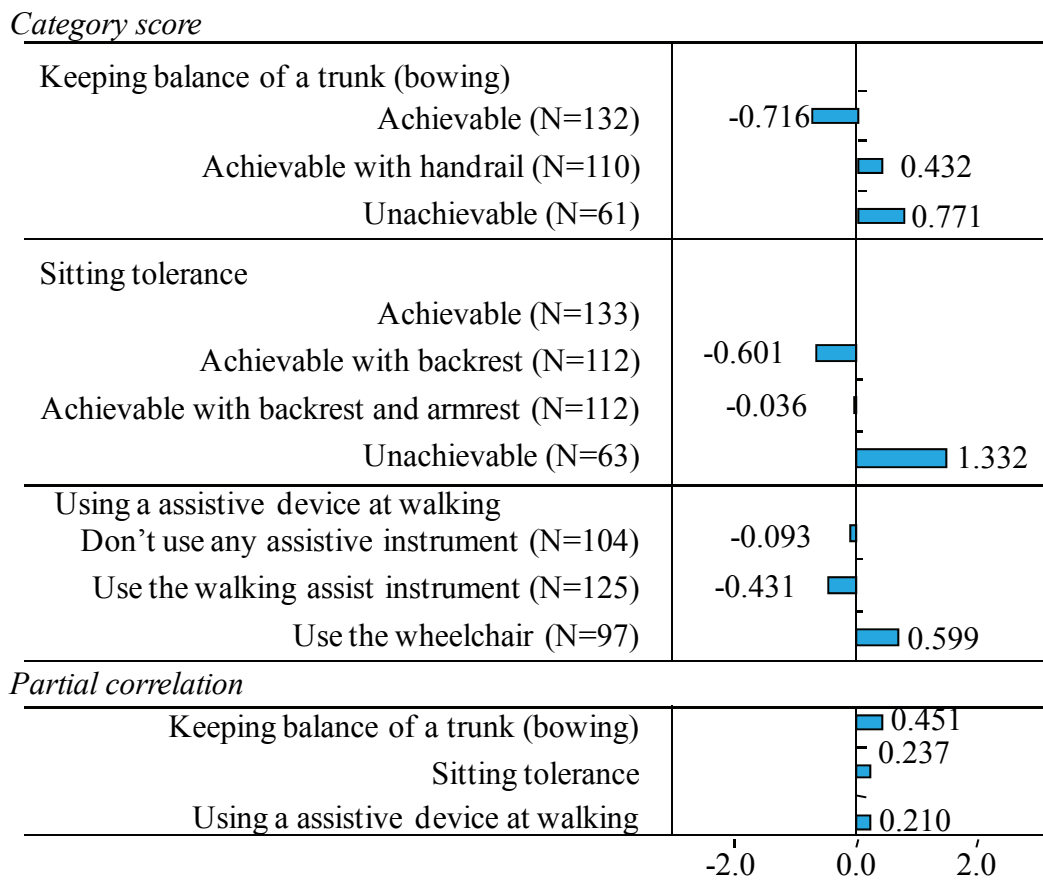 Category score
Keeping balance of a trunk (bowing)
Achievable (N=132) -0.716
Achievable with handrail (N=110) 0.432
Unachievable (N=61) 0.771
Sitting tolerance
Achievable (N=133)
Achievable with backrest (N=112) -0.601
Achievable with backrest and armrest (N=112) -0.036
Unachievable (N=63) 1.332
Using a assistive device at walking
Don't use any assistive instrument (N=104) -0.093
Use the walking assist instrument (N=125) -0.431
Use the wheelchair (N=97) 0.599
Partial correlation
Keeping balance of a trunk (bowing) 0.451
Sitting tolerance 0.237
Using a assistive device at walking 0.210
-2.0 0.0 2.0